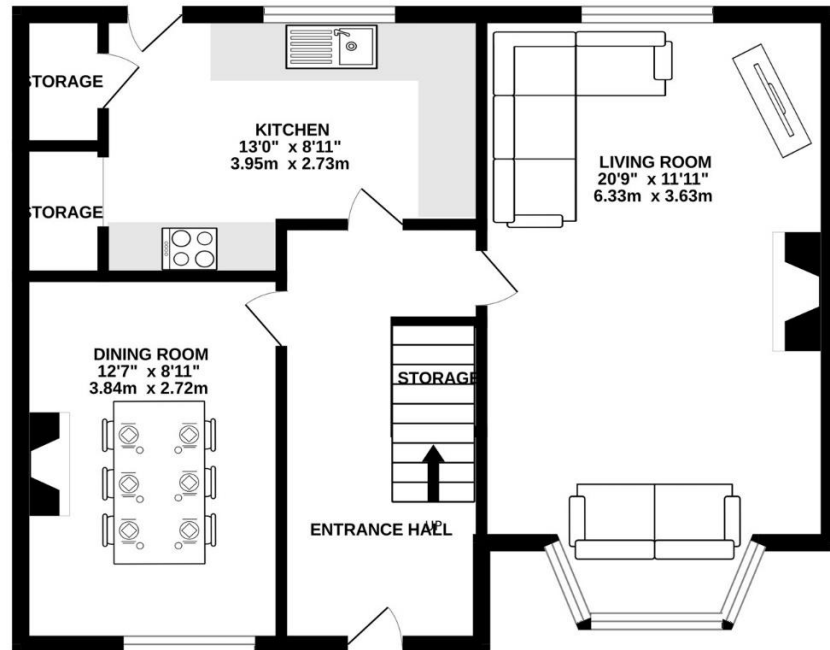 STORAGE
KITCHEN
13'0" x 8'11"
3.95m x 2.73m
LIVING ROOM
20'9" x 11'11"
6.33m x 3.63m
STORAGE
DINING ROOM
12'7" x 8'11"
3.84m x 2.72m
STORAGE
UP
ENTRANCE HALL